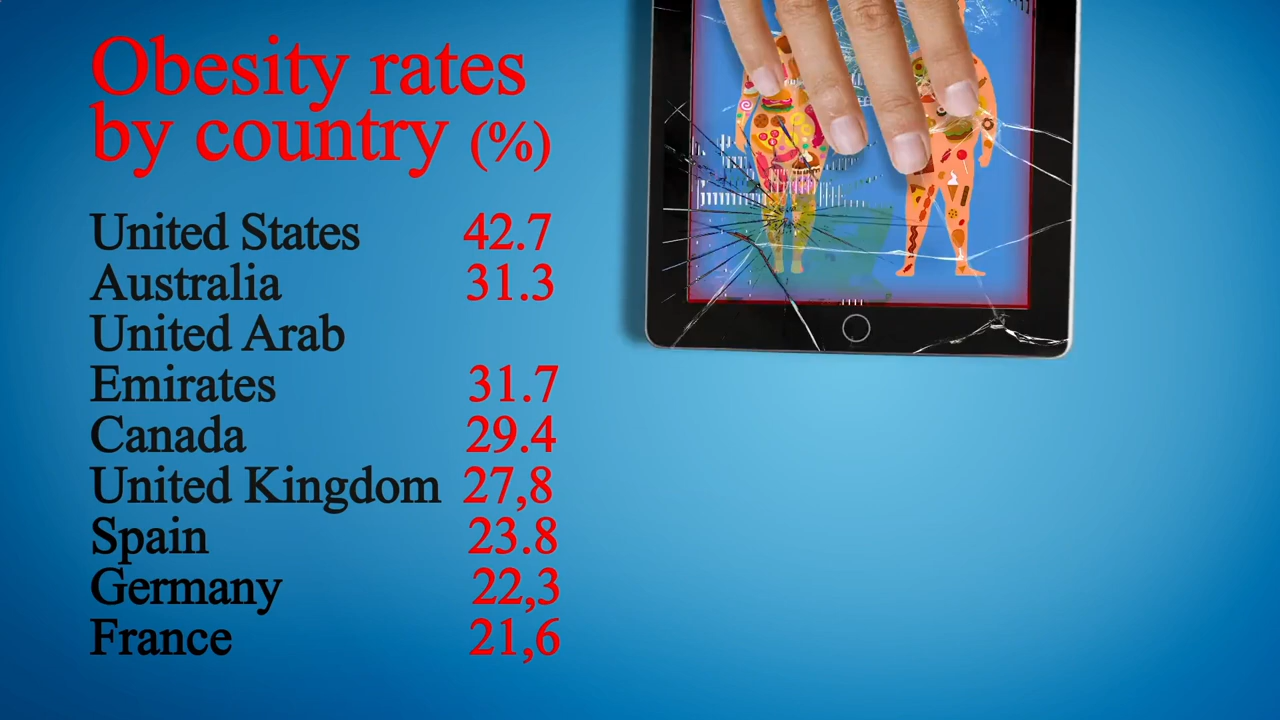 Obesity rates
by country (%)
United States 42.7
Australia 31.3
United Arab
Emirates 31.7
Canada 29.4
United Kingdom 27,8
Spain 23.8
Germany 22,3
France 21,6